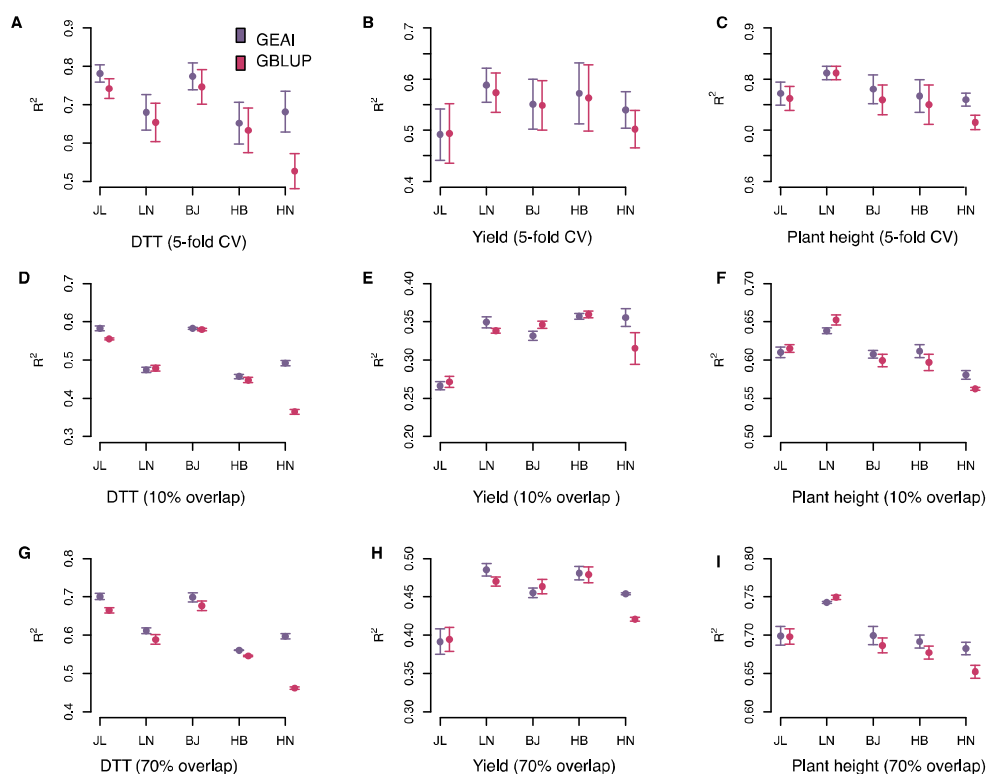 A
GEAI
GBLUP
R²
0.5 0.6 0.7 0.8 0.9
JL LN BJ HB HN
DTT (5-fold CV)
B
R²
0.4 0.5 0.6 0.7
JL LN BJ HB HN
Yield (5-fold CV)
C
R²
0.6 0.6 0.8 0.9
JL LN BJ HB HN
Plant height (5-fold CV)
D
R²
0.3 0.4 0.5 0.6 0.7
JL LN BJ HB HN
DTT (10% overlap)
E
R²
0.20 0.25 0.30 0.35 0.40
JL LN BJ HB HN
Yield (10% overlap )
F
R²
0.50 0.55 0.60 0.65 0.70
JL LN BJ HB HN
Plant height (10% overlap)
G
R²
0.4 0.5 0.6 0.7 0.8
JL LN BJ HB HN
DTT (70% overlap)
H
R²
0.30 0.35 0.40 0.45 0.50
JL LN BJ HB HN
Yield (70% overlap)
I
R²
0.60 0.65 0.70 0.75 0.80
JL LN BJ HB HN
Plant height (70% overlap)